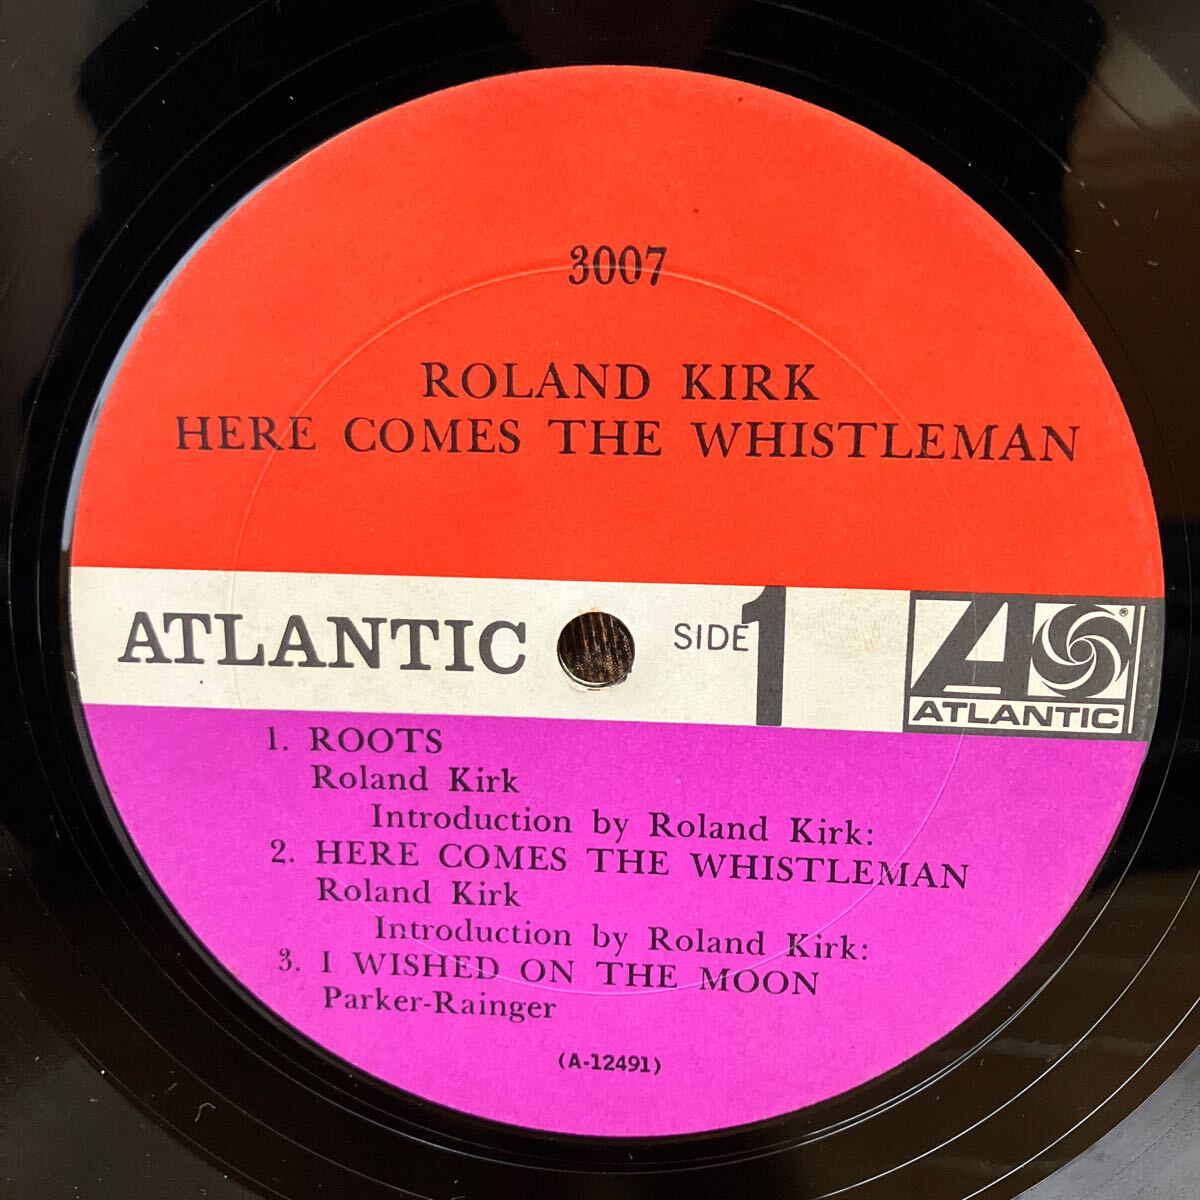 3007
ROLAND KIRK
HERE COMES THE WHISTLEMAN
ATLANTIC
SIDE 1
®
ATLANTIC
1. ROOTS
Roland Kirk
Introduction by Roland Kirk:
2. HERE COMES THE WHISTLEMAN
Roland Kirk
Introduction by Roland Kirk:
3. I WISHED ON THE MOON
Parker-Rainger
(A-12491)